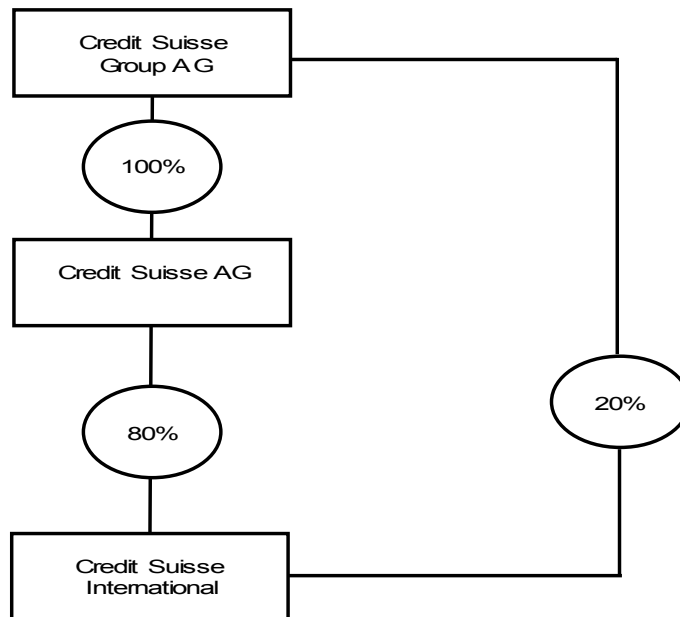 Credit Suisse
Group AG
100%
Credit Suisse AG
80%
20%
Credit Suisse
International